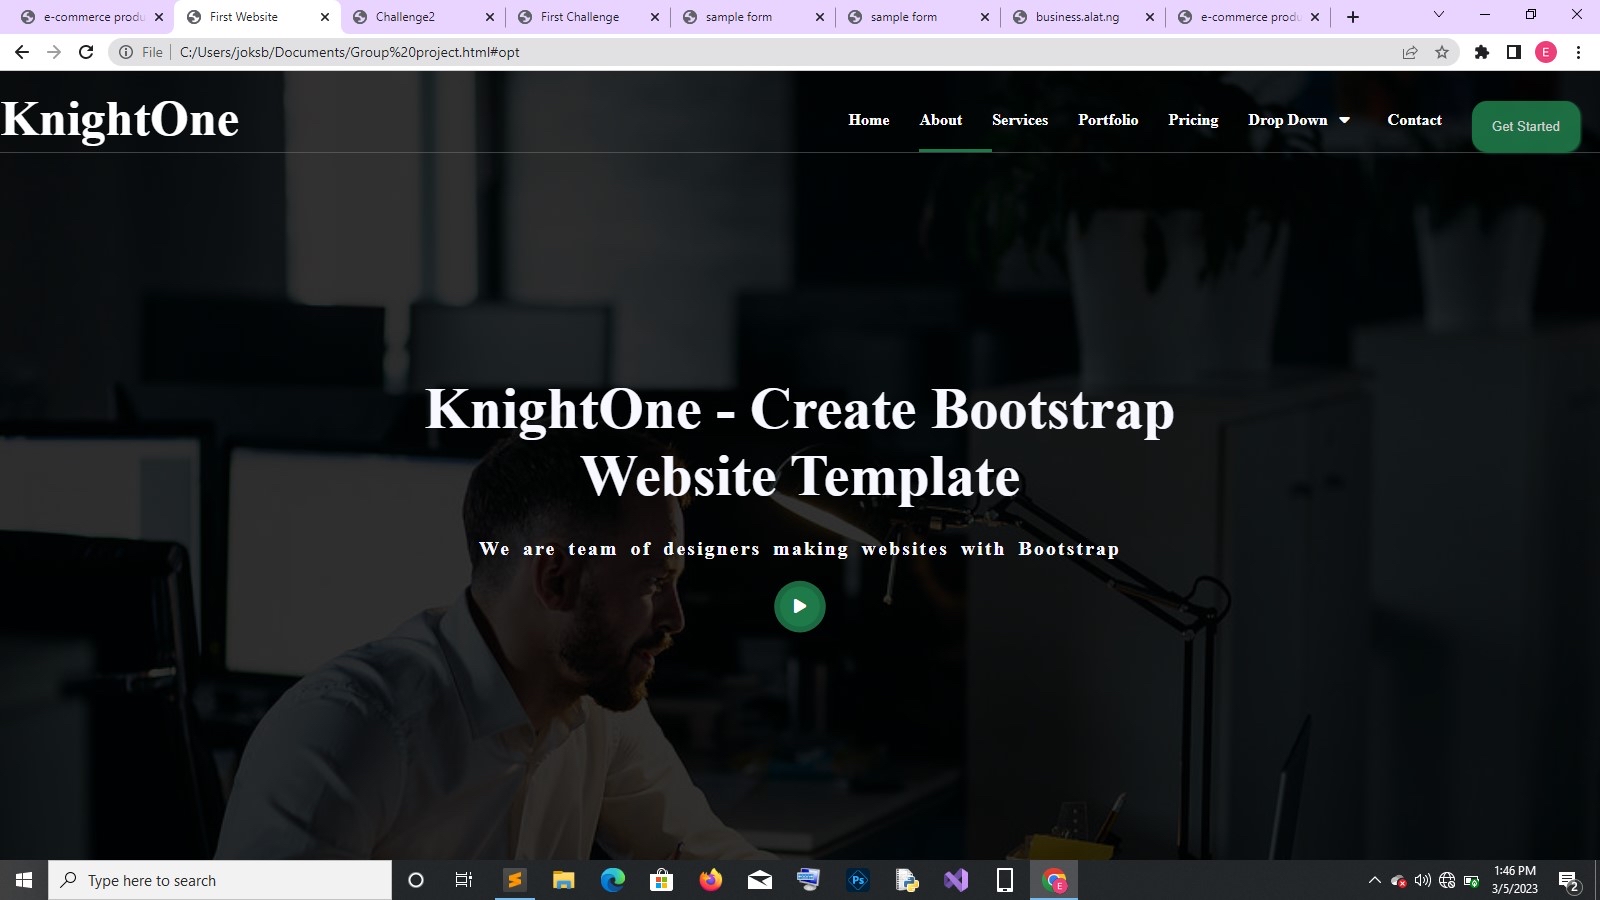 e-commerce produ
First Website
Challenge2
First Challenge
sample form
sample form
business.alat.ng
e-commerce produ
File
C:/Users/joksb/Documents/Group%20project.html#opt
E
KnightOne
Home
About
Services
Portfolio
Pricing
Drop Down
Contact
Get Started
KnightOne - Create Bootstrap
Website Template
We are team of designers making websites with Bootstrap
Type here to search
Ps
E
1:46 PM
3/5/2023
2